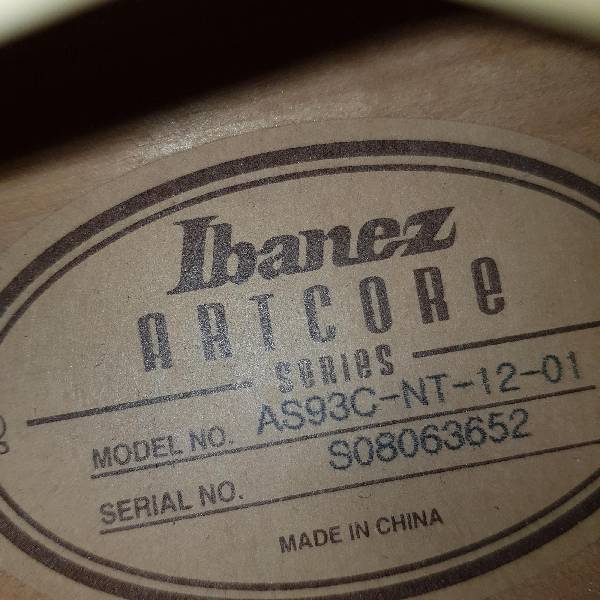 Ibanez
ARTCORE
SERIES
MODEL NO. AS93C-NT-12-01
SERIAL NO. S08063652
MADE IN CHINA